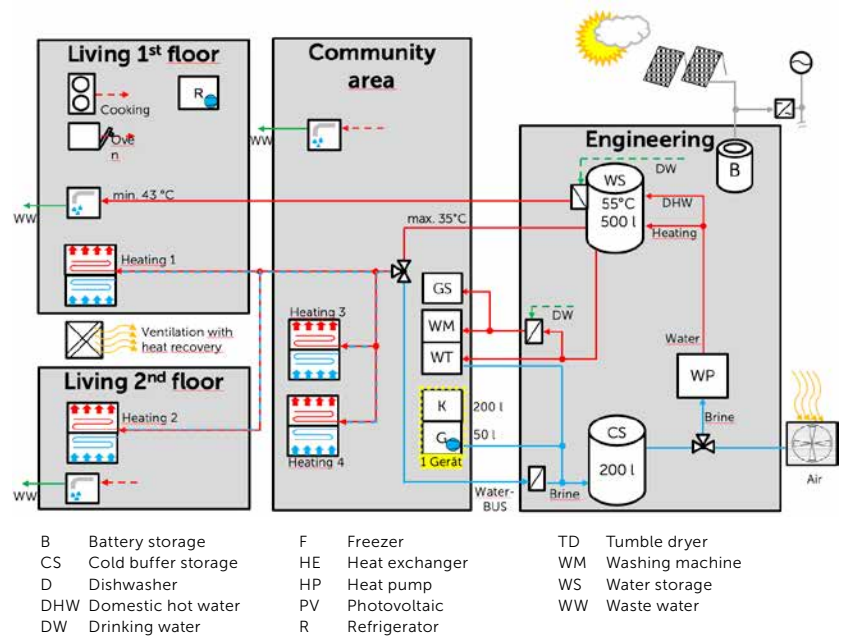 Living 1st floor
Cooking
R
Ove
n
min. 43 °C
WW
Heating 1
Ventilation with
heat recovery
Living 2nd floor
Heating 2
WW
Community
area
WW
max. 35°C
GS
WM
WT
Heating 3
Heating 4
K
200 l
G
50 l
1 Gerät
Water-
BUS
Engineering
B
DW
WS
55°C
500 l
DHW
Heating
DW
Water
WP
Brine
CS
200 l
Brine
Air
B Battery storage
CS Cold buffer storage
D Dishwasher
DHW Domestic hot water
DW Drinking water
F Freezer
HE Heat exchanger
HP Heat pump
PV Photovoltaic
R Refrigerator
TD Tumble dryer
WM Washing machine
WS Water storage
WW Waste water